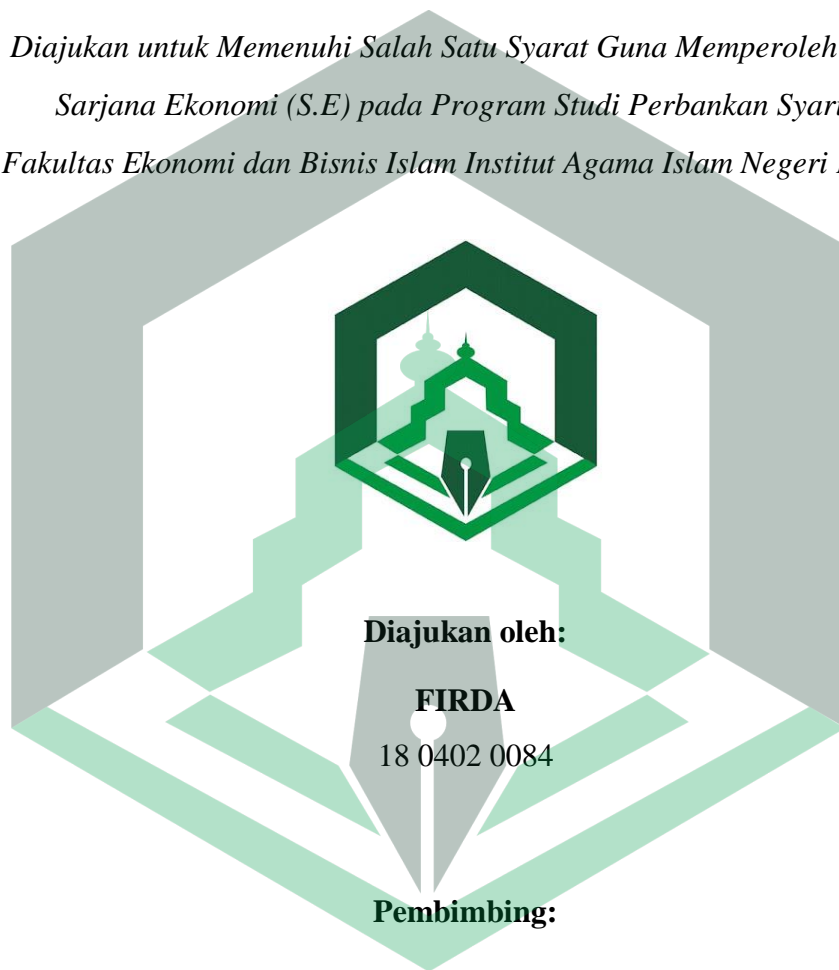 Diajukan untuk Memenuhi Salah Satu Syarat Guna Memperoleh
Sarjana Ekonomi (S.E) pada Program Studi Perbankan
Fakultas Ekonomi dan Bisnis Islam Institut Agama Islam Negeri
Diajukan oleh:
FIRDA
18 0402 0084
Pembimbing: